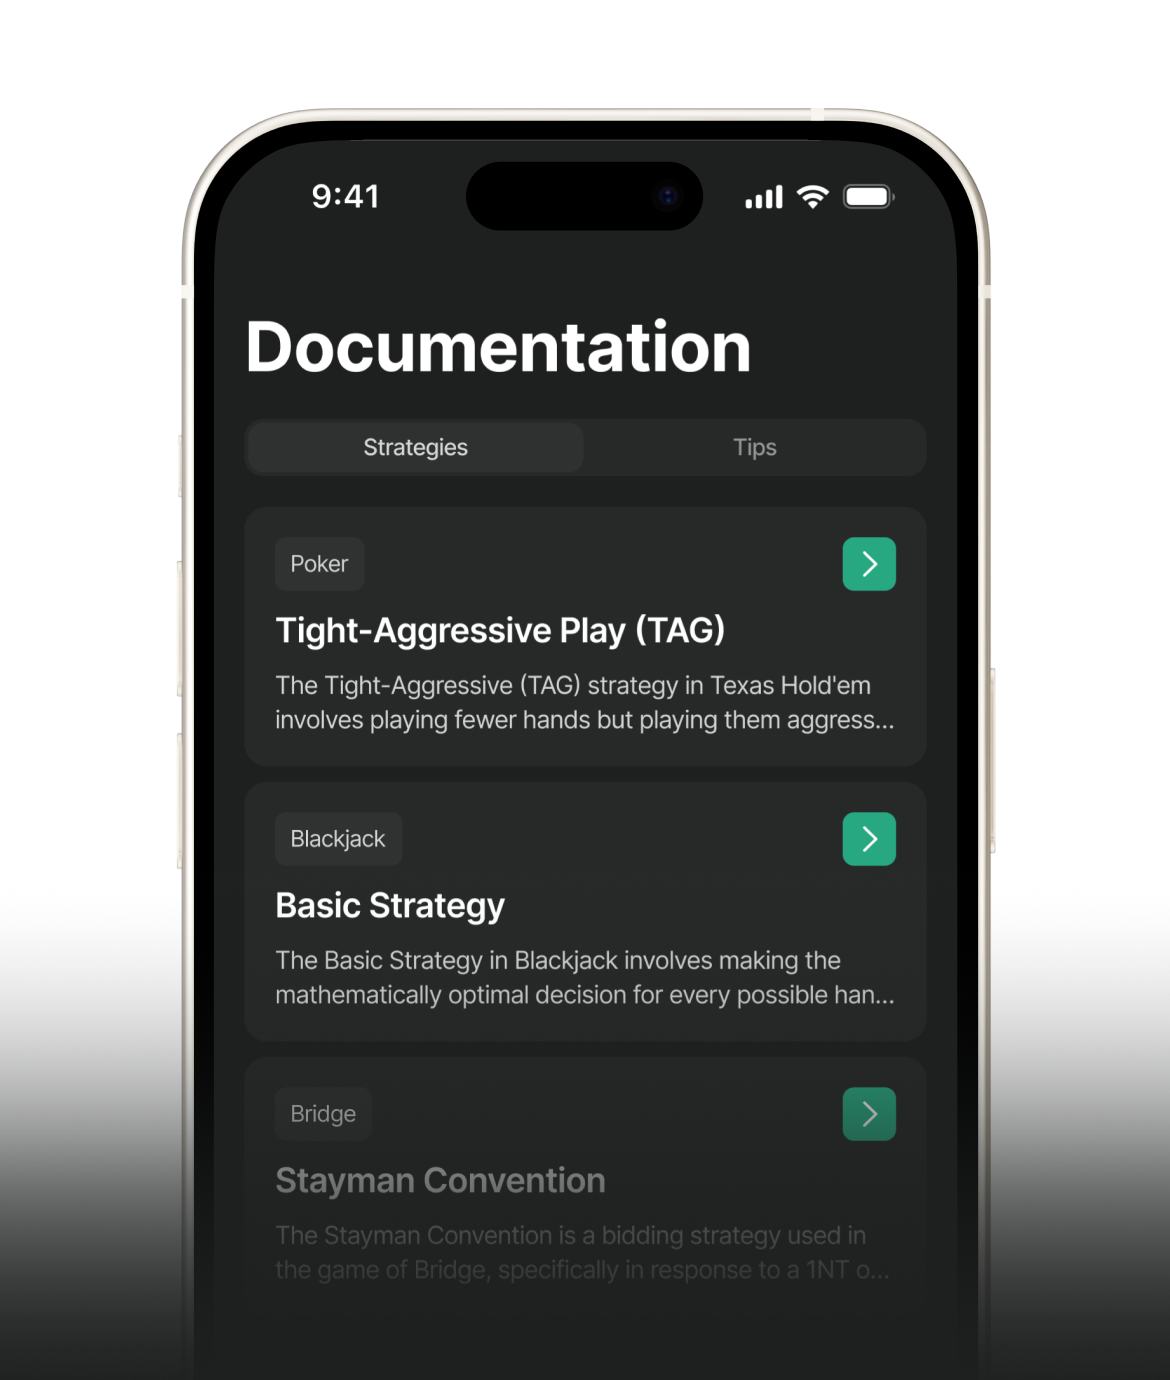 9:41
Documentation
Strategies
Tips
Poker
Tight-Aggressive Play (TAG)
The Tight-Aggressive (TAG) strategy in Texas Hold'em
involves playing fewer hands but playing them aggress...
Blackjack
Basic Strategy
The Basic Strategy in Blackjack involves making the
mathematically optimal decision for every possible han...
Bridge
Stayman Convention
The Stayman Convention is a bidding strategy used in
the game of Bridge, specifically in response to a 1NT o...